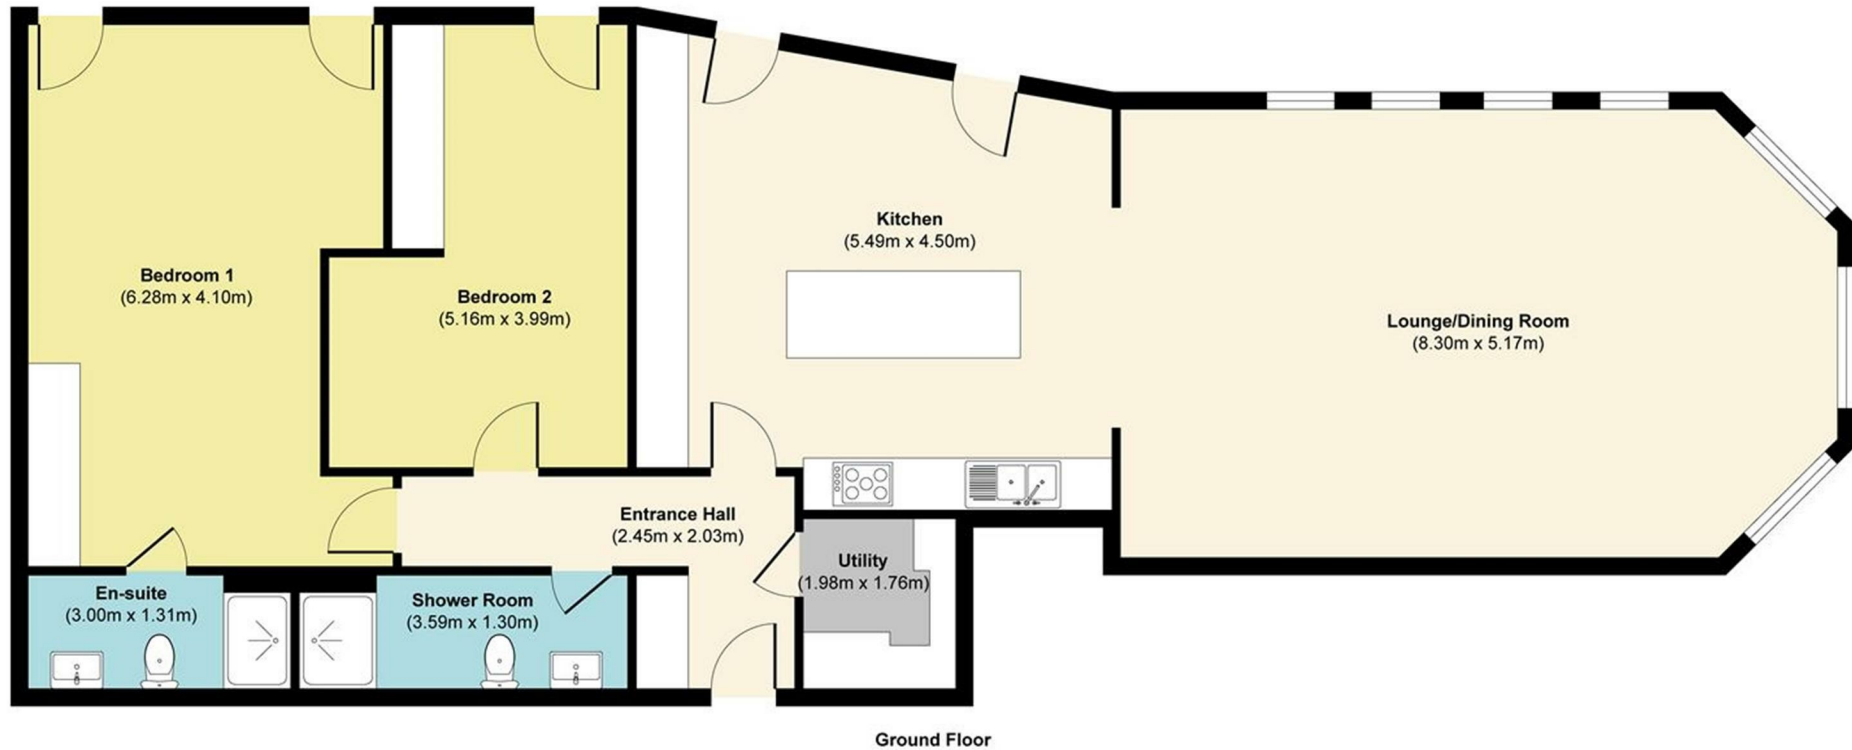 Kitchen
(5.49m x 4.50m)
Bedroom 1
(6.28m x 4.10m)
Bedroom 2
(5.16m x 3.99m)
Lounge/Dining Room
(8.30m x 5.17m)
Entrance Hall
(2.45m x 2.03m)
Utility
(1.98m x 1.76m)
En-suite
(3.00m x 1.31m)
Shower Room
(3.59m x 1.30m)
Ground Floor